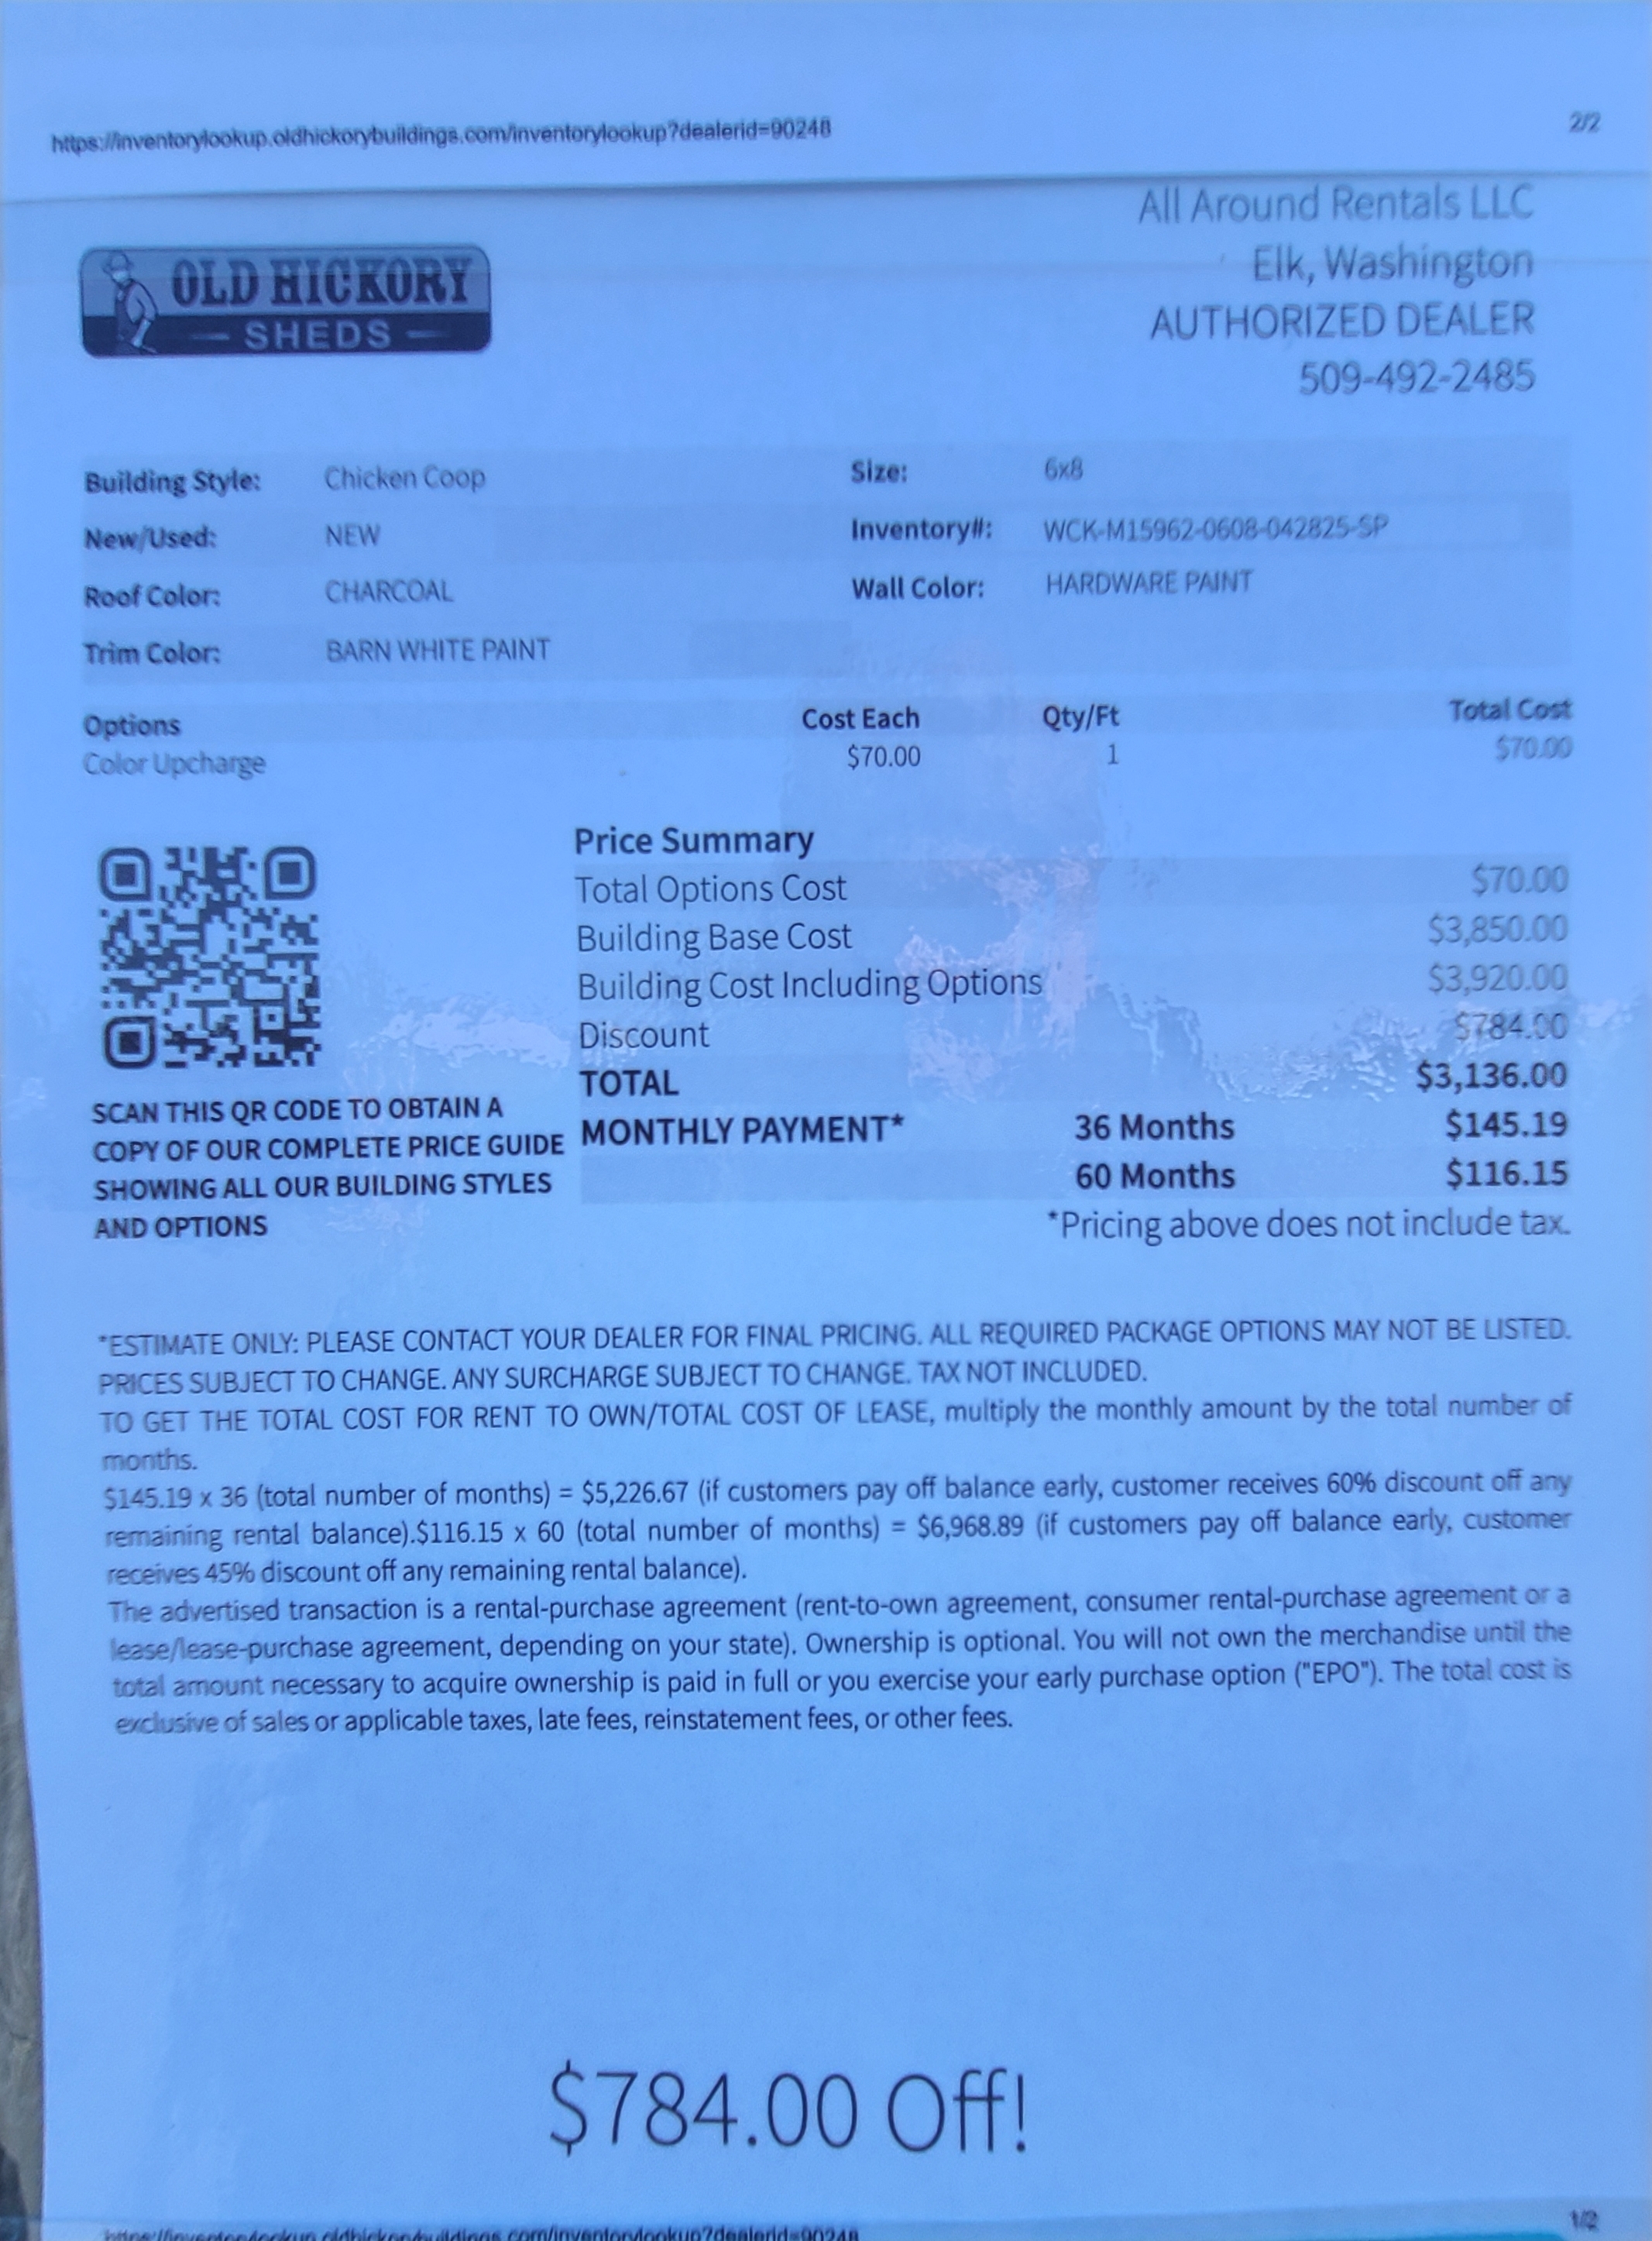 https://inventorylookup.oldhickorybuildings.com/inventorylookup?dealerid=90248
2/2
All Around Rentals LLC
Elk, Washington
AUTHORIZED DEALER
509-492-2485
OLD HICKORY
SHEDS
Building Style: Chicken Coop Size: 6x8
New/Used: NEW Inventory#: WCK-M15962-0608-042825-SP
Roof Color: CHARCOAL Wall Color: HARDWARE PAINT
Trim Color: BARN WHITE PAINT
Options Cost Each Qty/Ft Total Cost
Color Upcharge $70.00 1 $70.00
Price Summary
Total Options Cost $70.00
Building Base Cost $3,850.00
Building Cost Including Options $3,920.00
Discount $784.00
TOTAL $3,136.00
MONTHLY PAYMENT* 36 Months $145.19
60 Months $116.15
*Pricing above does not include tax.
SCAN THIS QR CODE TO OBTAIN A
COPY OF OUR COMPLETE PRICE GUIDE
SHOWING ALL OUR BUILDING STYLES
AND OPTIONS
*ESTIMATE ONLY: PLEASE CONTACT YOUR DEALER FOR FINAL PRICING. ALL REQUIRED PACKAGE OPTIONS MAY NOT BE LISTED.
PRICES SUBJECT TO CHANGE. ANY SURCHARGE SUBJECT TO CHANGE. TAX NOT INCLUDED.
TO GET THE TOTAL COST FOR RENT TO OWN/TOTAL COST OF LEASE, multiply the monthly amount by the total number of
months.
$145.19 x 36 (total number of months) = $5,226.67 (if customers pay off balance early, customer receives 60% discount off any
remaining rental balance).$116.15 x 60 (total number of months) = $6,968.89 (if customers pay off balance early, customer
receives 45% discount off any remaining rental balance).
The advertised transaction is a rental-purchase agreement (rent-to-own agreement, consumer rental-purchase agreement or a
lease/lease-purchase agreement, depending on your state). Ownership is optional. You will not own the merchandise until the
total amount necessary to acquire ownership is paid in full or you exercise your early purchase option ("EPO"). The total cost is
exclusive of sales or applicable taxes, late fees, reinstatement fees, or other fees.
$784.00 Off!
https://inventorylookup.oldhickorybuildings.com/inventorylookup?dealerid=90248
1/2